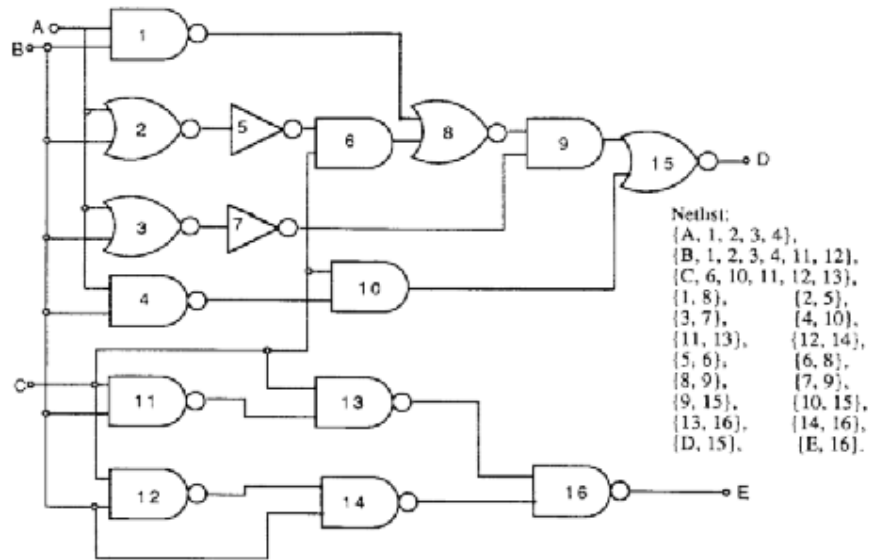 A
B
1
2
5
6
8
9
15
D
3
7
4
10
C
11
13
12
14
16
E
Netlist:
{A, 1, 2, 3, 4},
{B, 1, 2, 3, 4, 11, 12},
{C, 6, 10, 11, 12, 13},
{1, 8}, {2, 5},
{3, 7}, {4, 10},
{11, 13}, {12, 14},
{5, 6}, {6, 8},
{8, 9}, {7, 9},
{9, 15}, {10, 15},
{13, 16}, {14, 16},
{D, 15}, {E, 16}.